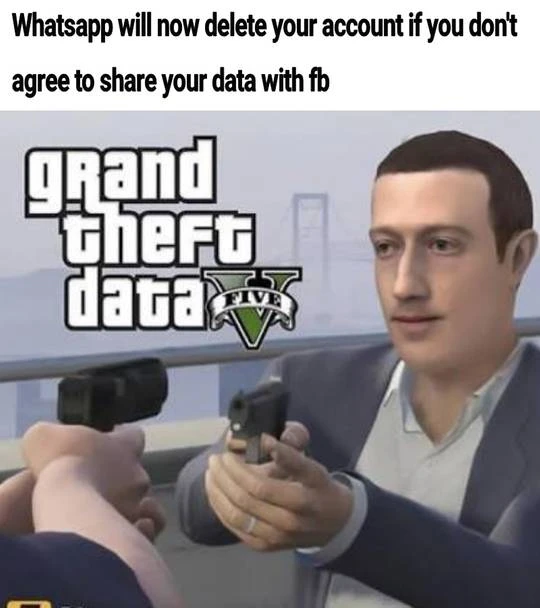 Whatsapp will now delete your account if you don't
agree to share your data with fb
grand
theft
data V
FIVE